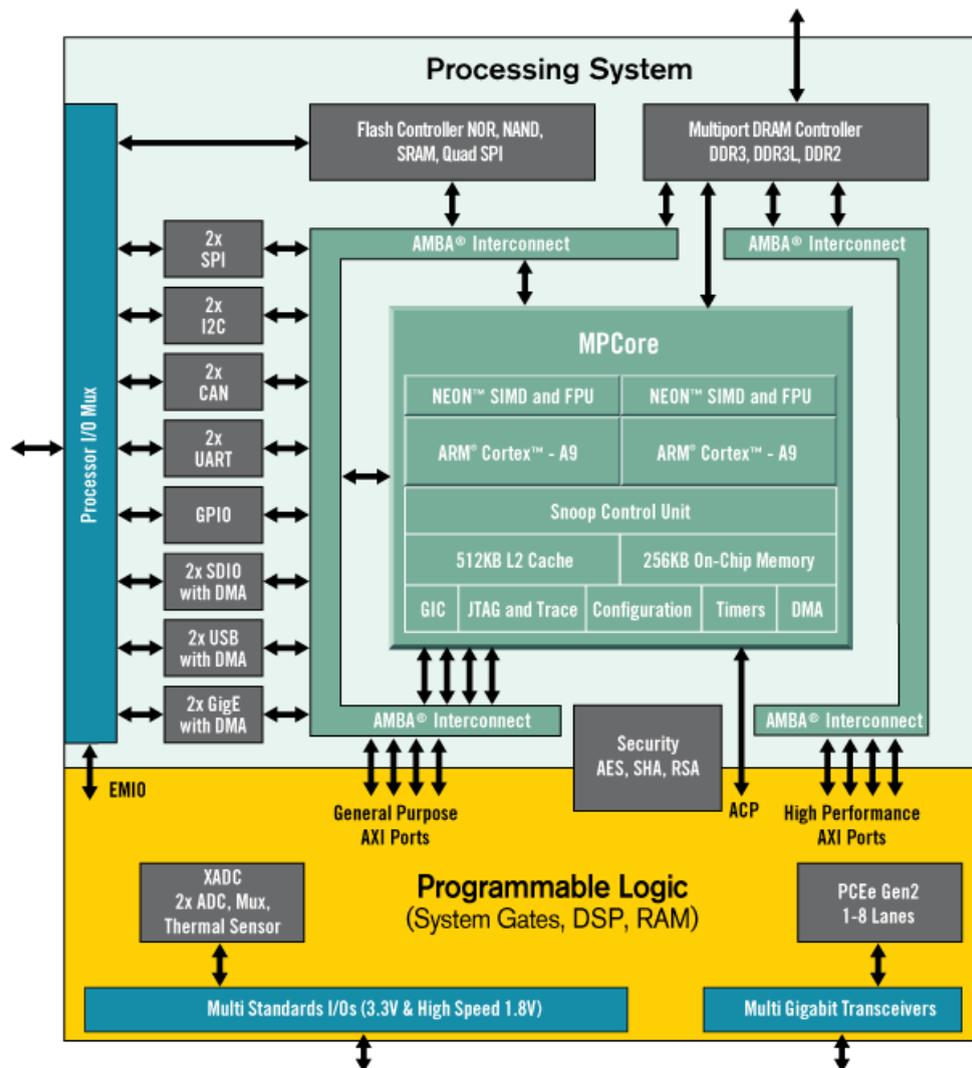 Processing System
Flash Controller NOR, NAND,
SRAM, Quad SPI
Multiport DRAM Controller
DDR3, DDR3L, DDR2
Processor I/O Mux
2x
SPI
2x
I2C
2x
CAN
2x
UART
GPIO
2x SDIO
with DMA
2x USB
with DMA
2x GigE
with DMA
AMBA® Interconnect
AMBA® Interconnect
MPCore
NEON™ SIMD and FPU
NEON™ SIMD and FPU
ARM® Cortex™ - A9
ARM® Cortex™ - A9
Snoop Control Unit
512KB L2 Cache
256KB On-Chip Memory
GIC
JTAG and Trace
Configuration
Timers
DMA
AMBA® Interconnect
AMBA® Interconnect
Security
AES, SHA, RSA
EMIO
General Purpose
AXI Ports
ACP
High Performance
AXI Ports
XADC
2x ADC, Mux,
Thermal Sensor
Programmable Logic
(System Gates, DSP, RAM)
PCEe Gen2
1-8 Lanes
Multi Standards I/Os (3.3V & High Speed 1.8V)
Multi Gigabit Transceivers